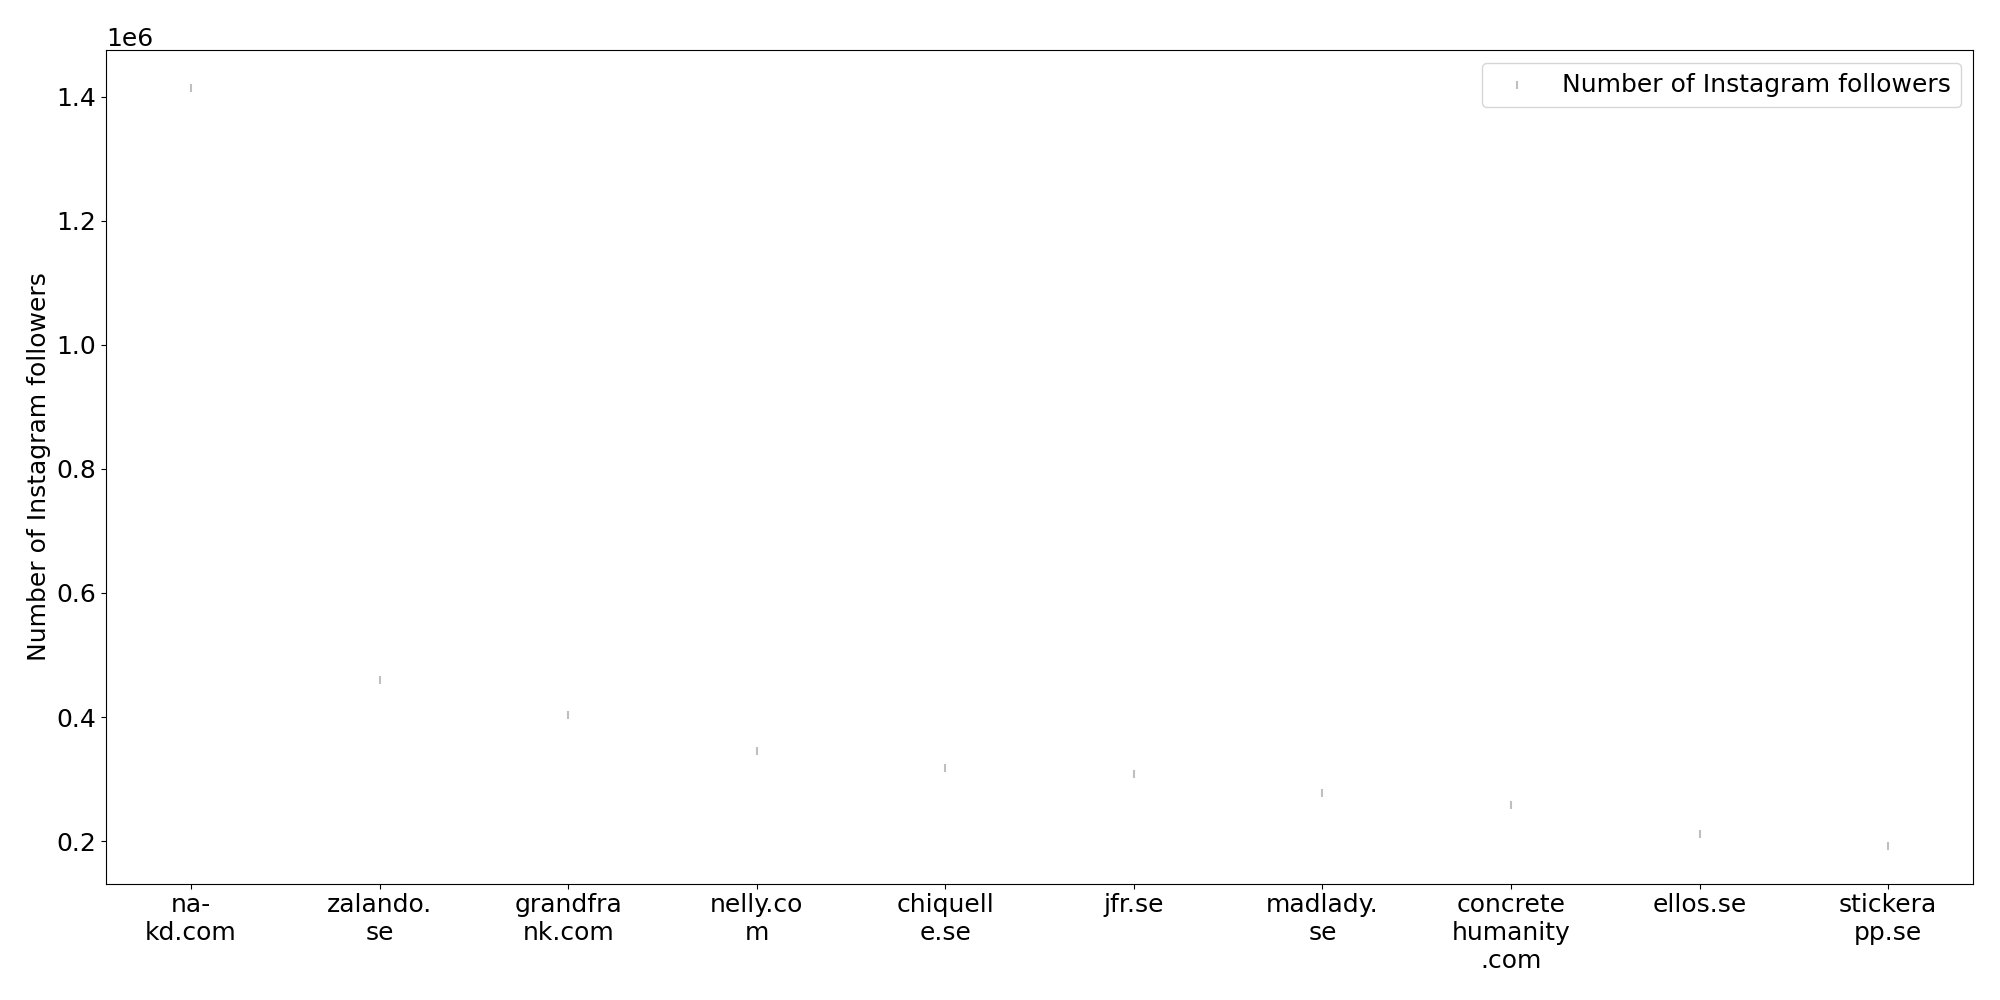 1e6
Number of Instagram followers
1.4
1.2
1.0
0.8
0.6
0.4
0.2
Number of Instagram followers
na-
kd.com
zalando.
se
grandfra
nk.com
nelly.co
m
chiquell
e.se
jfr.se
madlady.
se
concrete
humanity
.com
ellos.se
stickera
pp.se